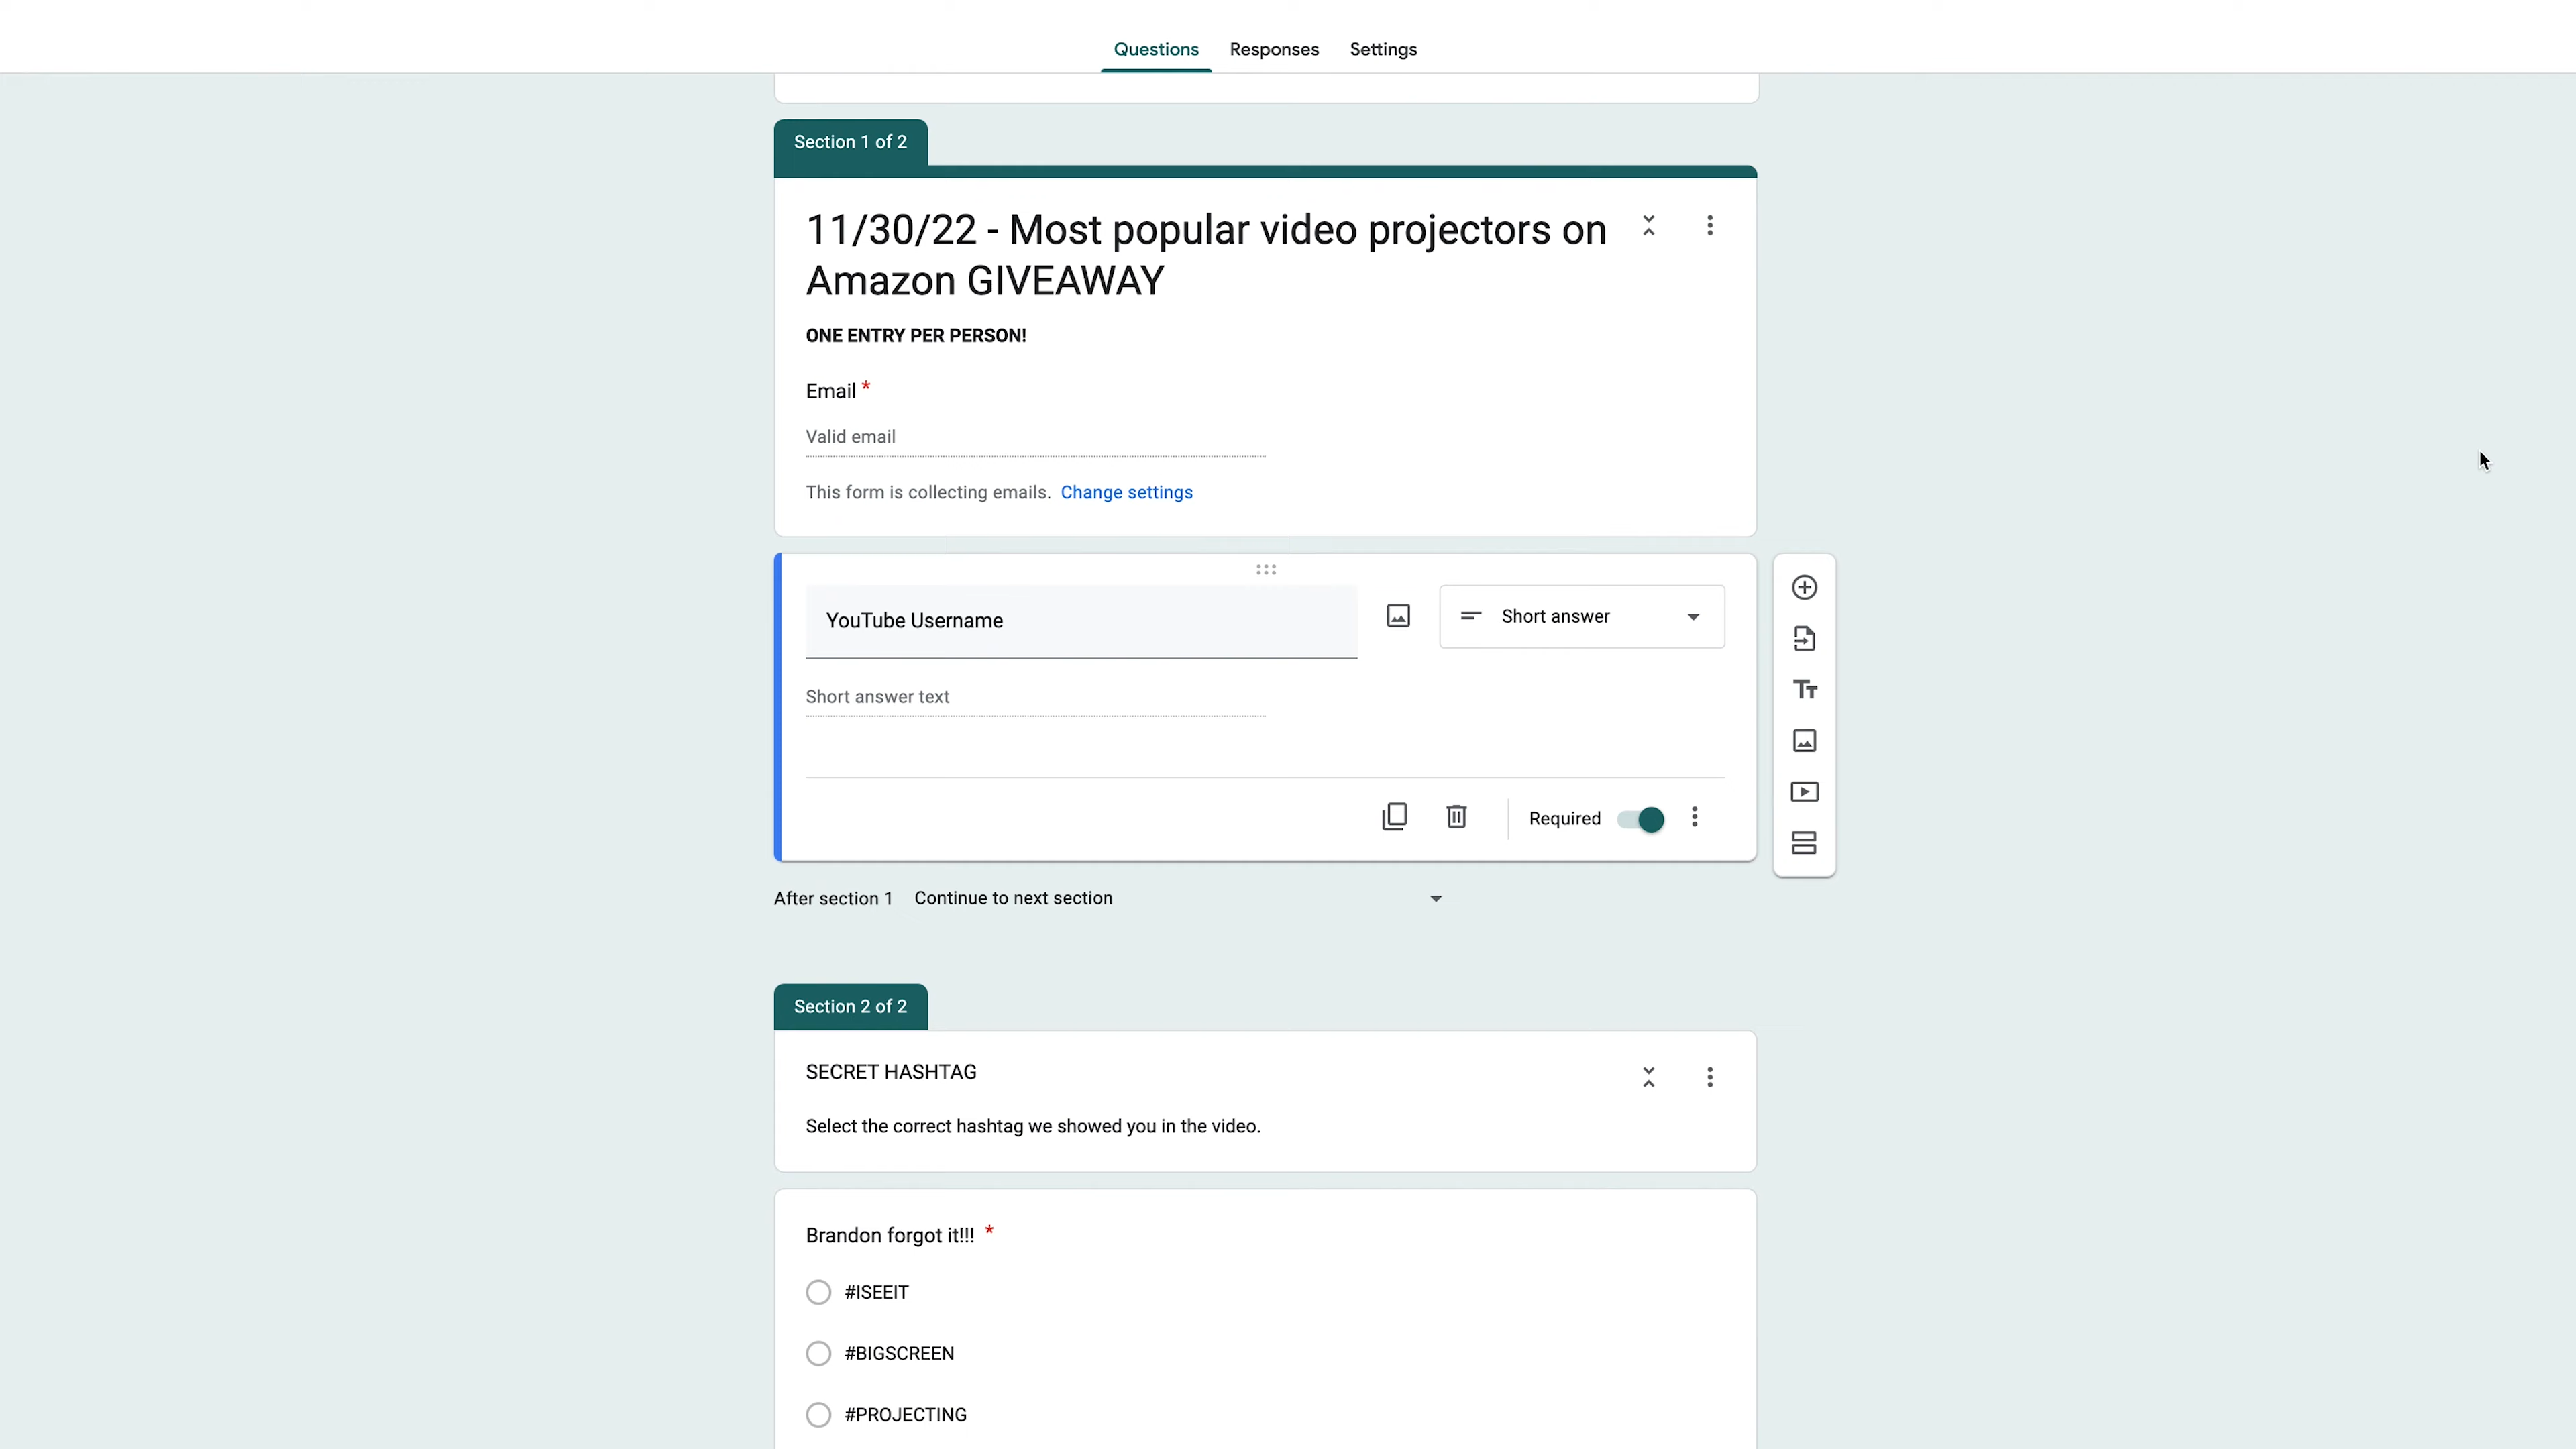 Questions Responses Settings
Section 1 of 2
11/30/22 - Most popular video projectors on
Amazon GIVEAWAY
ONE ENTRY PER PERSON!
Email *
Valid email
This form is collecting emails. Change settings
YouTube Username
Short answer
Short answer text
Required
After section 1 Continue to next section
Section 2 of 2
SECRET HASHTAG
Select the correct hashtag we showed you in the video.
Brandon forgot it!!! *
#ISEEIT
#BIGSCREEN
#PROJECTING